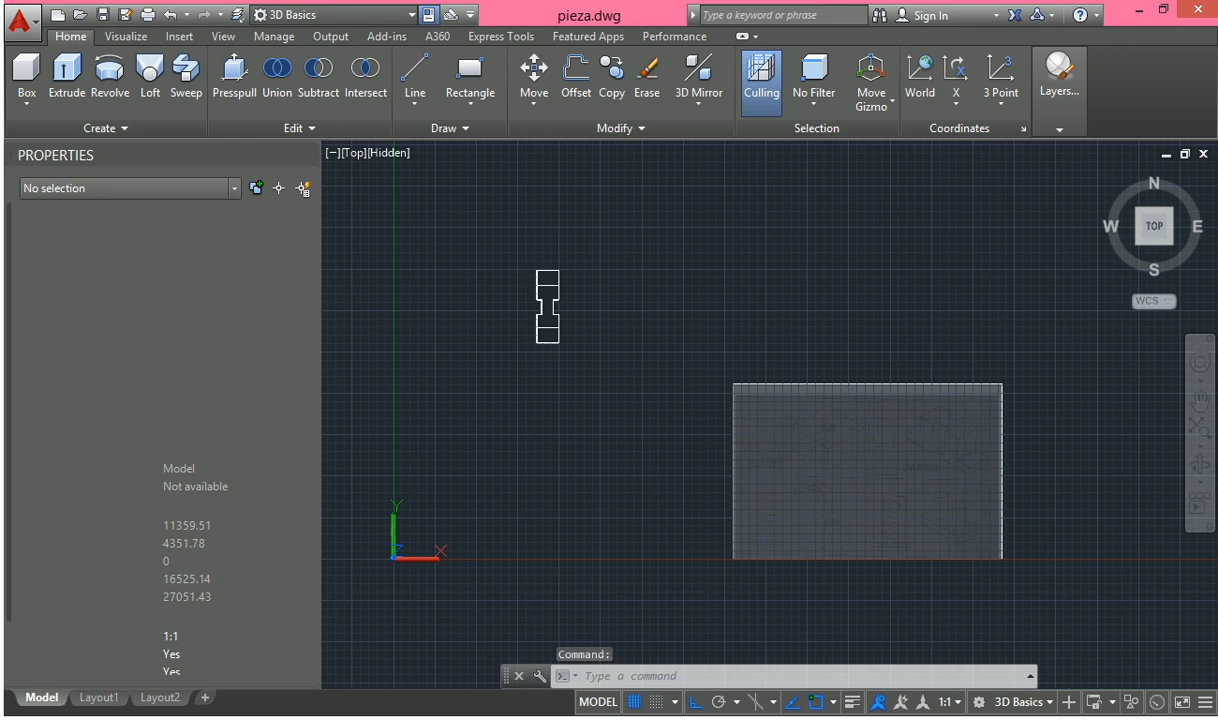 3D Basics
pieza.dwg
Type a keyword or phrase
Sign In
Home Visualize Insert View Manage Output Add-ins A360 Express Tools Featured Apps Performance
Box Extrude Revolve Loft Sweep Presspull Union Subtract Intersect Line Rectangle Move Offset Copy Erase 3D Mirror Culling No Filter Move Gizmo World X 3 Point Layers...
Create Edit Draw Modify Selection Coordinates
PROPERTIES
[−][Top][Hidden]
No selection
N
W TOP E
S
WCS
Model
Not available
11359.51
4351.78
0
16525.14
27051.43
1:1
Yes
Yes
Y
Z X
Command:
Type a command
Model Layout1 Layout2 +
MODEL 1:1 3D Basics